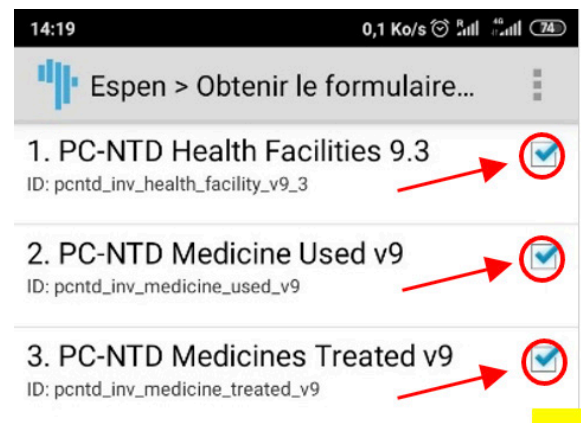 14:19 0,1 Ko/s R 4G 74
Espen > Obtenir le formulaire...
1. PC-NTD Health Facilities 9.3
ID: pcntd_inv_health_facility_v9_3
2. PC-NTD Medicine Used v9
ID: pcntd_inv_medicine_used_v9
3. PC-NTD Medicines Treated v9
ID: pcntd_inv_medicine_treated_v9